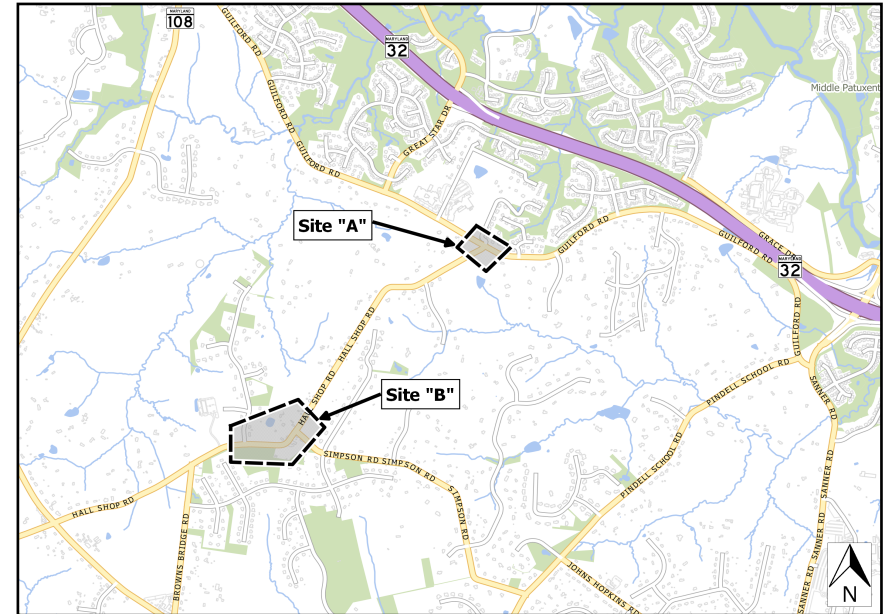 MARYLAND
108
GUILFORD RD
MARYLAND
32
Middle Patuxent
GREAT STAR DR
GUILFORD RD
GUILFORD RD
Site "A"
GUILFORD RD
GUILFORD RD
GRACE DR
MARYLAND
32
GUILFORD RD
HALL SHOP RD
HALL SHOP RD
Site "B"
PINDELL SCHOOL RD
SANNER RD
SIMPSON RD SIMPSON RD
PINDELL SCHOOL RD
SIMPSON RD
SANNER RD
HALL SHOP RD
BROWNS BRIDGE RD
JOHNS HOPKINS RD
SANNER RD
SANNER RD
N